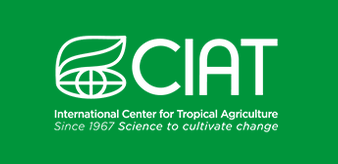 CIAT
International Center for Tropical Agriculture
Since 1967 Science to cultivate change